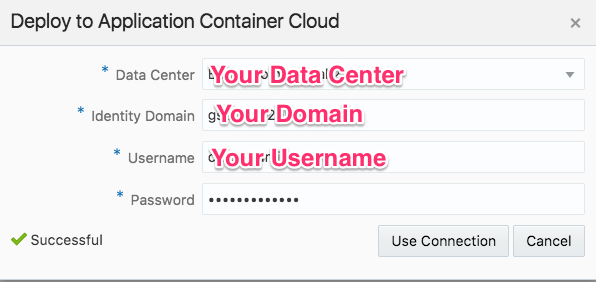 Deploy to Application Container Cloud ×
* Data Center Your Data Center
* Identity Domain Your Domain
* Username Your Username
* Password •••••••••••••
Successful Use Connection Cancel